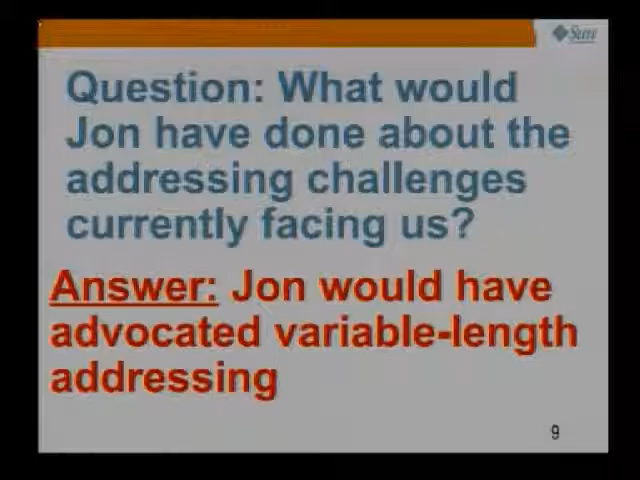 Sun
Question: What would
Jon have done about the
addressing challenges
currently facing us?
Answer: Jon would have
advocated variable-length
addressing
9